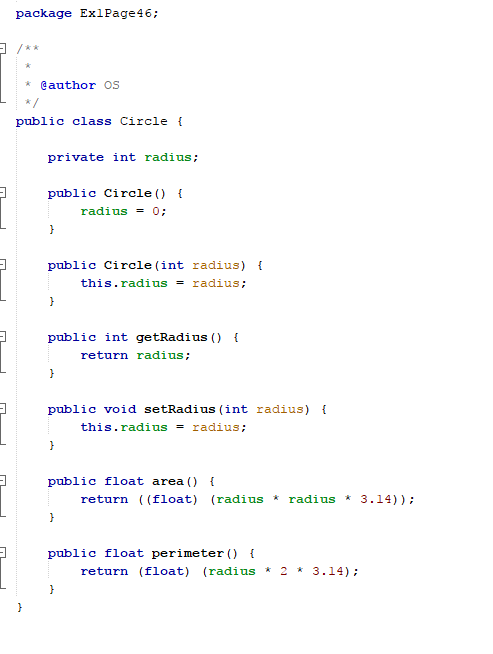 package Ex1Page46;
/**
 *
 * @author OS
 */
public class Circle {
    private int radius;
    public Circle() {
        radius = 0;
    }
    public Circle(int radius) {
        this.radius = radius;
    }
    public int getRadius() {
        return radius;
    }
    public void setRadius(int radius) {
        this.radius = radius;
    }
    public float area() {
        return ((float) (radius * radius * 3.14));
    }
    public float perimeter() {
        return (float) (radius * 2 * 3.14);
    }
}